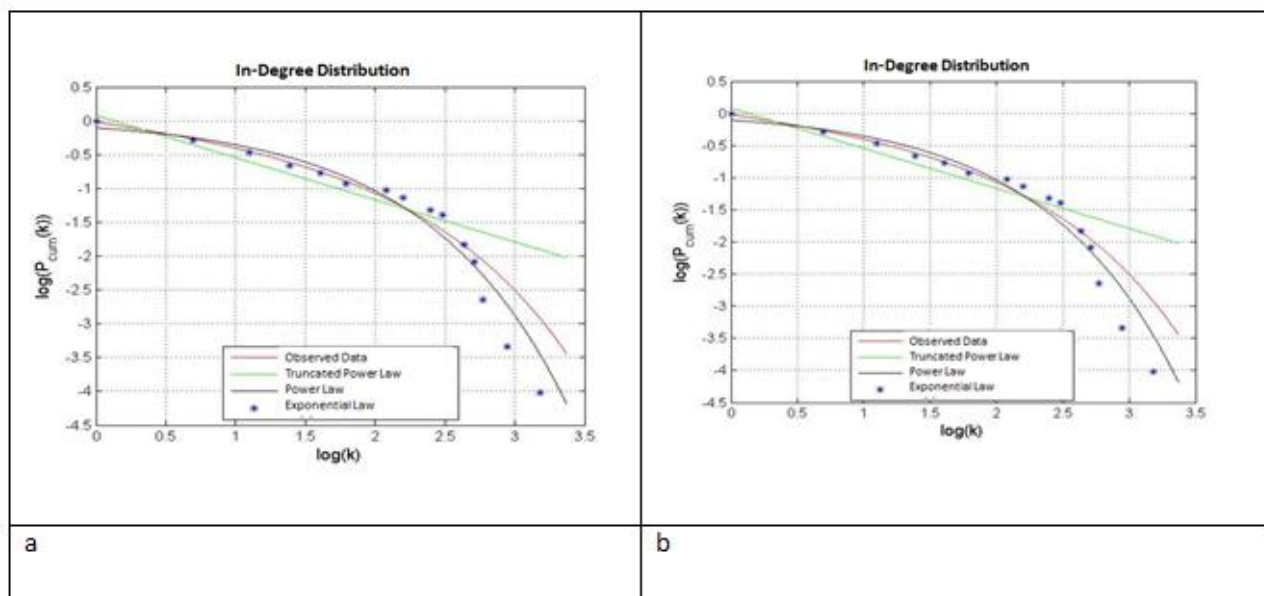 In-Degree Distribution
0.5
0
-0.5
-1
-1.5
-2
-2.5
-3
-3.5
-4
-4.5
log(P_cum(k))
Observed Data
Truncated Power Law
Power Law
Exponential Law
0 0.5 1 1.5 2 2.5 3 3.5
log(k)
In-Degree Distribution
0.5
0
-0.5
-1
-1.5
-2
-2.5
-3
-3.5
-4
-4.5
log(P_cum(k))
Observed Data
Truncated Power Law
Power Law
Exponential Law
0 0.5 1 1.5 2 2.5 3 3.5
log(k)
a
b